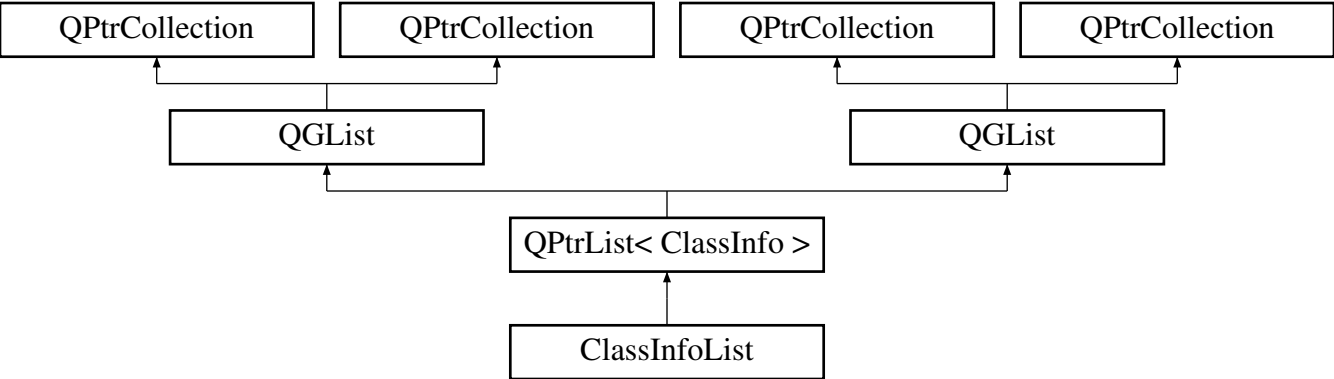 QPtrCollection
QPtrCollection
QPtrCollection
QPtrCollection
QGList
QGList
QPtrList< ClassInfo >
ClassInfoList